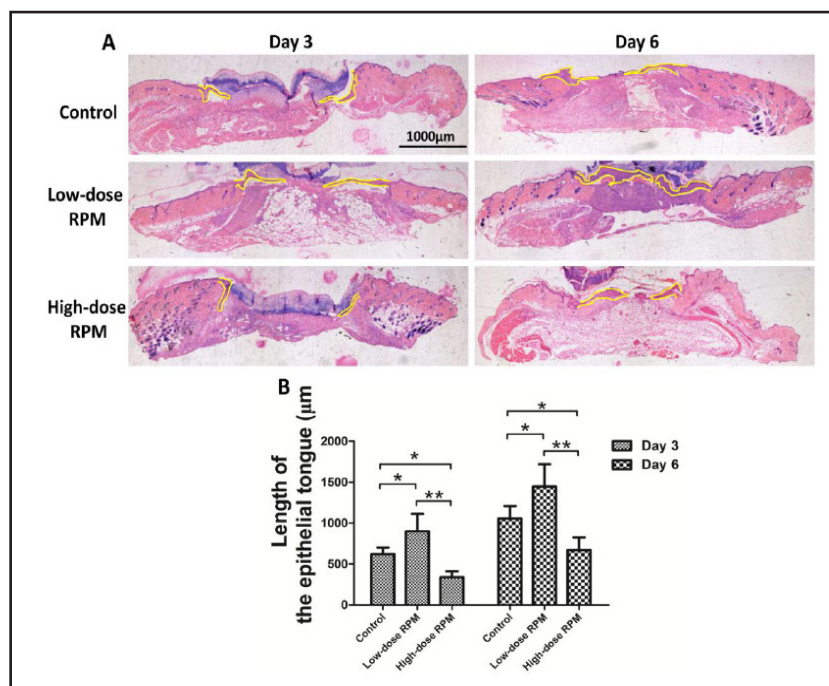 A
Day 3
Day 6
Control
1000μm
Low-dose
RPM
High-dose
RPM
B
Length of
the epithelial tongue (μm
2000
1500
1000
500
0
*
*
**
*
*
**
Day 3
Day 6
Control
Low-dose RPM
High-dose RPM
Control
Low-dose RPM
High-dose RPM